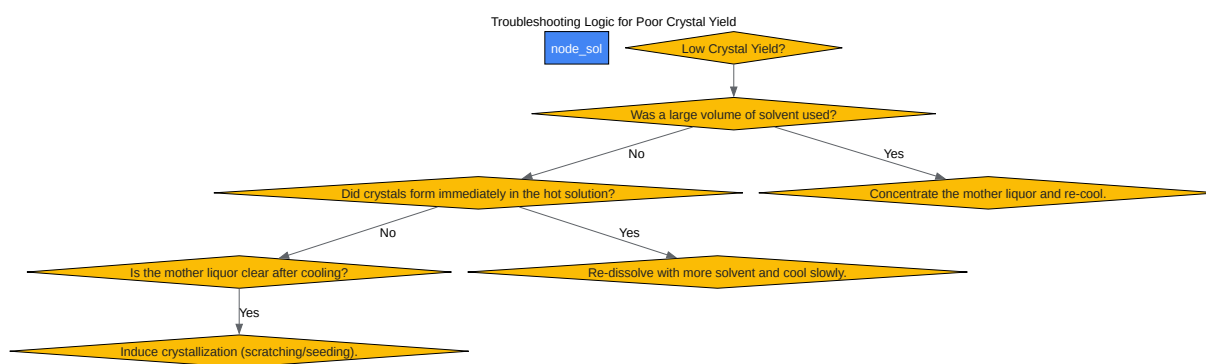 Troubleshooting Logic for Poor Crystal Yield
node_sol
Low Crystal Yield?
Was a large volume of solvent used?
No
Yes
Did crystals form immediately in the hot solution?
Concentrate the mother liquor and re-cool.
No
Yes
Is the mother liquor clear after cooling?
Re-dissolve with more solvent and cool slowly.
Yes
Induce crystallization (scratching/seeding).